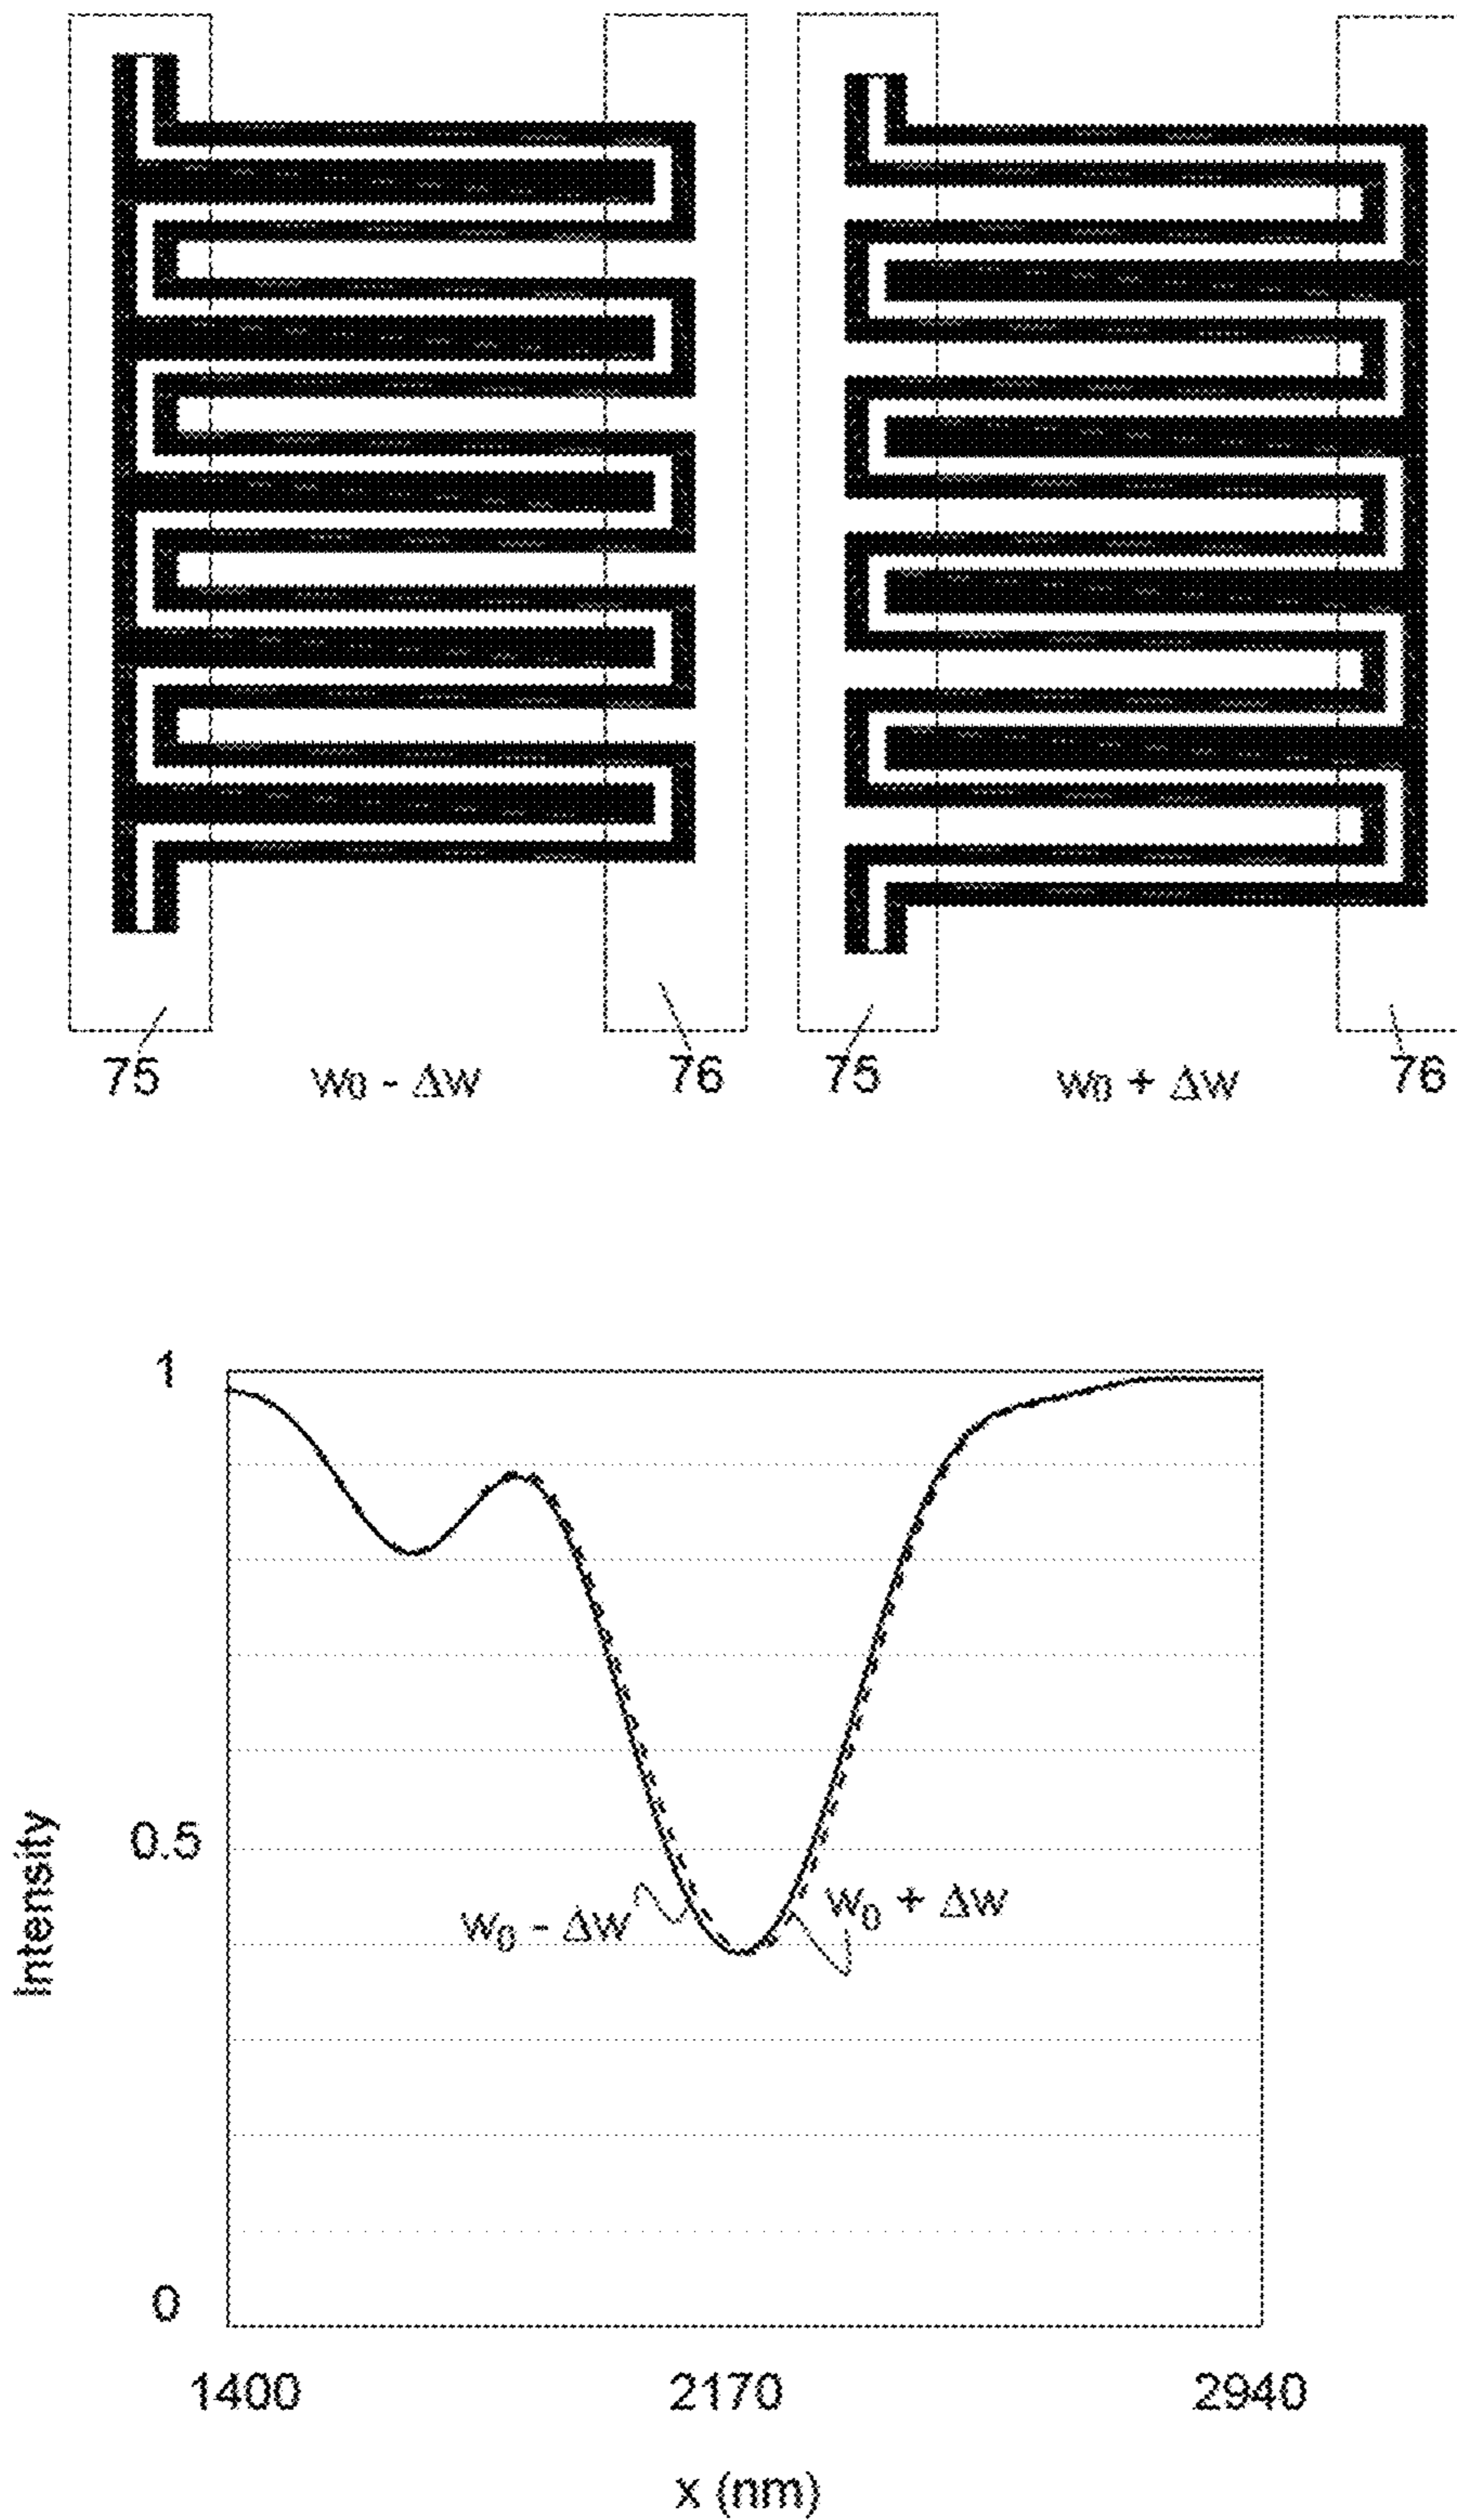 75 w0 - Δw 76 75 w0 + Δw 76
1
0.5
Intensity
w0 - Δw
w0 + Δw
0
1400 2170 2940
x (nm)